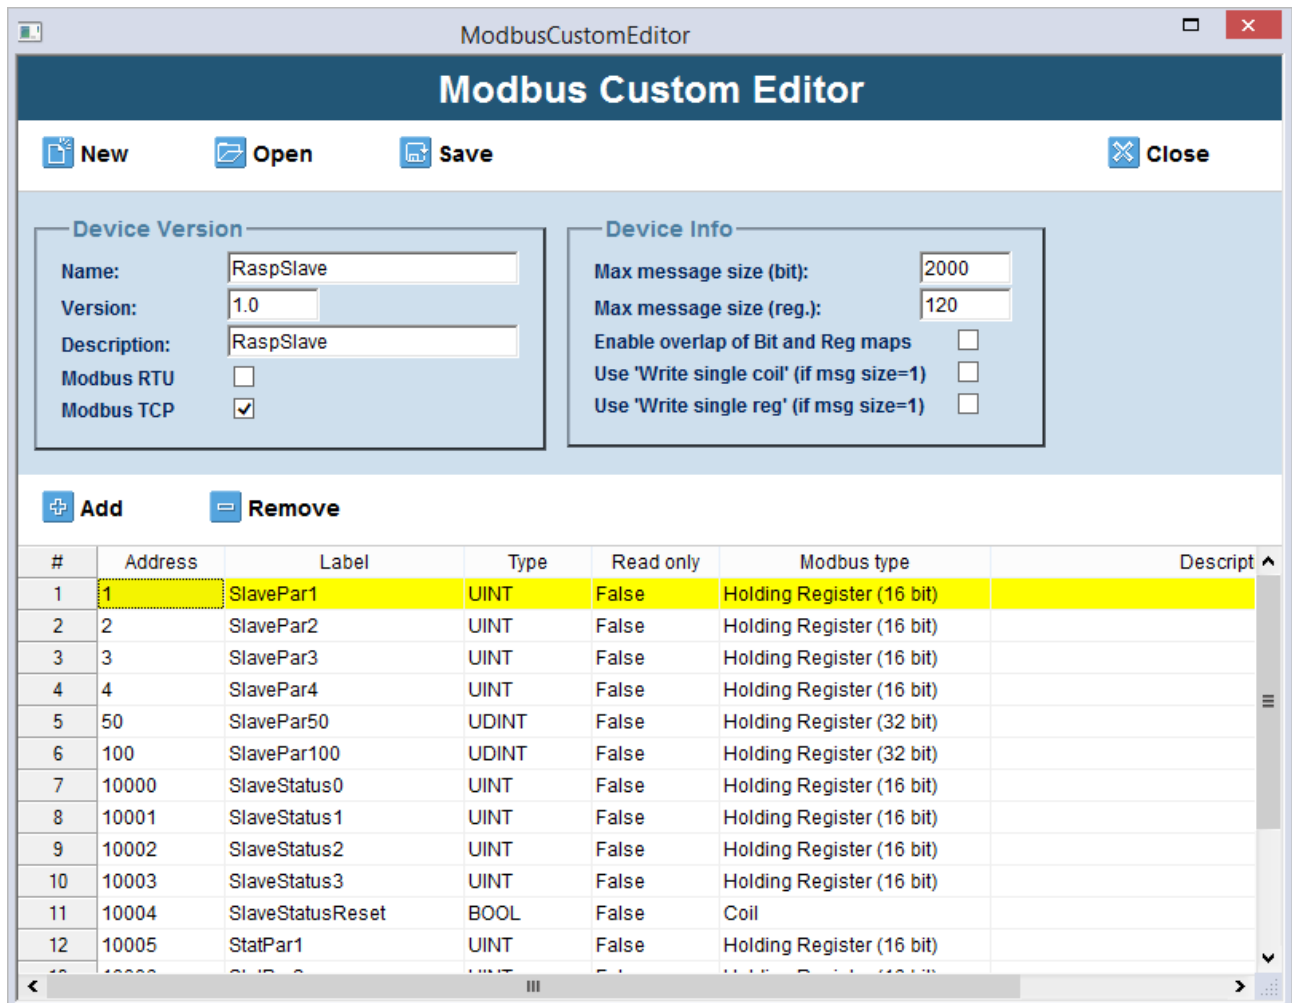 ModbusCustomEditor
Modbus Custom Editor
New Open Save Close
Device Version
Name: RaspSlave
Version: 1.0
Description: RaspSlave
Modbus RTU
Modbus TCP
Device Info
Max message size (bit): 2000
Max message size (reg.): 120
Enable overlap of Bit and Reg maps
Use 'Write single coil' (if msg size=1)
Use 'Write single reg' (if msg size=1)
Add Remove
# Address Label Type Read only Modbus type Descript
1 1 SlavePar1 UINT False Holding Register (16 bit)
2 2 SlavePar2 UINT False Holding Register (16 bit)
3 3 SlavePar3 UINT False Holding Register (16 bit)
4 4 SlavePar4 UINT False Holding Register (16 bit)
5 50 SlavePar50 UDINT False Holding Register (32 bit)
6 100 SlavePar100 UDINT False Holding Register (32 bit)
7 10000 SlaveStatus0 UINT False Holding Register (16 bit)
8 10001 SlaveStatus1 UINT False Holding Register (16 bit)
9 10002 SlaveStatus2 UINT False Holding Register (16 bit)
10 10003 SlaveStatus3 UINT False Holding Register (16 bit)
11 10004 SlaveStatusReset BOOL False Coil
12 10005 StatPar1 UINT False Holding Register (16 bit)